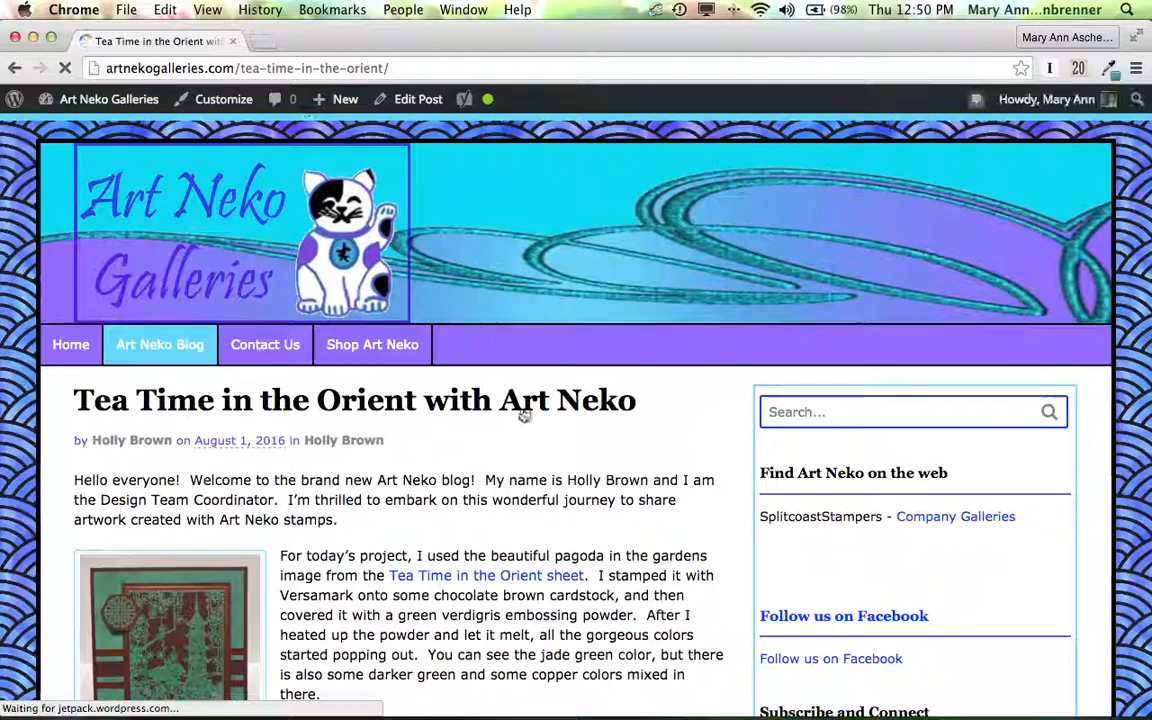 Chrome File Edit View History Bookmarks People Window Help (98%) Thu 12:50 PM Mary Ann...nbrenner
Tea Time in the Orient wit Mary Ann Asche...
artnekogalleries.com/tea-time-in-the-orient/ 20
Art Neko Galleries Customize 0 New Edit Post Howdy, Mary Ann
Art Neko
Galleries
Home Art Neko Blog Contact Us Shop Art Neko
Tea Time in the Orient with Art Neko
by Holly Brown on August 1, 2016 in Holly Brown
Hello everyone! Welcome to the brand new Art Neko blog! My name is Holly Brown and I am
the Design Team Coordinator. I'm thrilled to embark on this wonderful journey to share
artwork created with Art Neko stamps.
For today's project, I used the beautiful pagoda in the gardens
image from the Tea Time in the Orient sheet. I stamped it with
Versamark onto some chocolate brown cardstock, and then
covered it with a green verdigris embossing powder. After I
heated up the powder and let it melt, all the gorgeous colors
started popping out. You can see the jade green color, but there
is also some darker green and some copper colors mixed in
there.
Search...
Find Art Neko on the web
SplitcoastStampers - Company Galleries
Follow us on Facebook
Follow us on Facebook
Subscribe and Connect
Waiting for jetpack.wordpress.com...